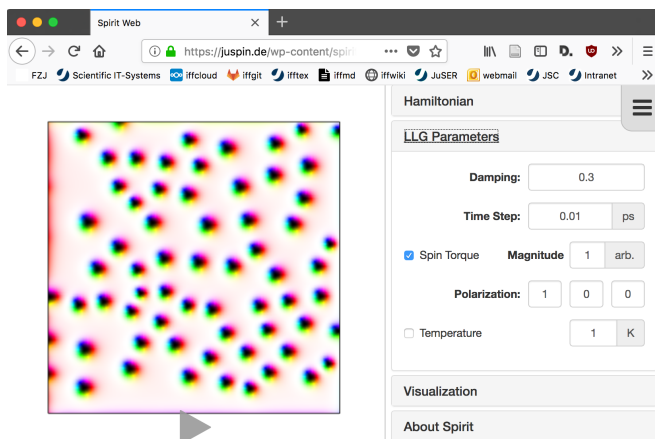 Spirit Web
https://juspin.de/wp-content/spiri
FZJ Scientific IT-Systems iffcloud iffgit ifftex iffmd iffwiki JuSER webmail JSC Intranet
Hamiltonian
LLG Parameters
Damping: 0.3
Time Step: 0.01 ps
Spin Torque Magnitude 1 arb.
Polarization: 1 0 0
Temperature 1 K
Visualization
About Spirit